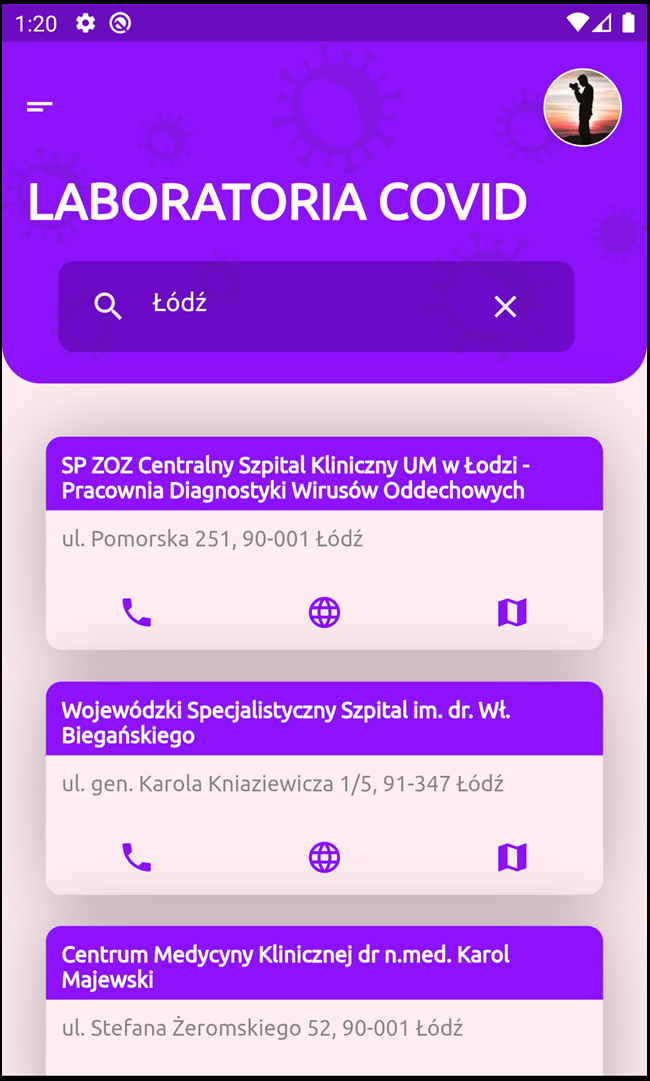 1:20
LABORATORIA COVID
Łódź
SP ZOZ Centralny Szpital Kliniczny UM w Łodzi -
Pracownia Diagnostyki Wirusów Oddechowych
ul. Pomorska 251, 90-001 Łódź
Wojewódzki Specjalistyczny Szpital im. dr. Wł.
Biegańskiego
ul. gen. Karola Kniaziewicza 1/5, 91-347 Łódź
Centrum Medycyny Klinicznej dr n.med. Karol
Majewski
ul. Stefana Żeromskiego 52, 90-001 Łódź